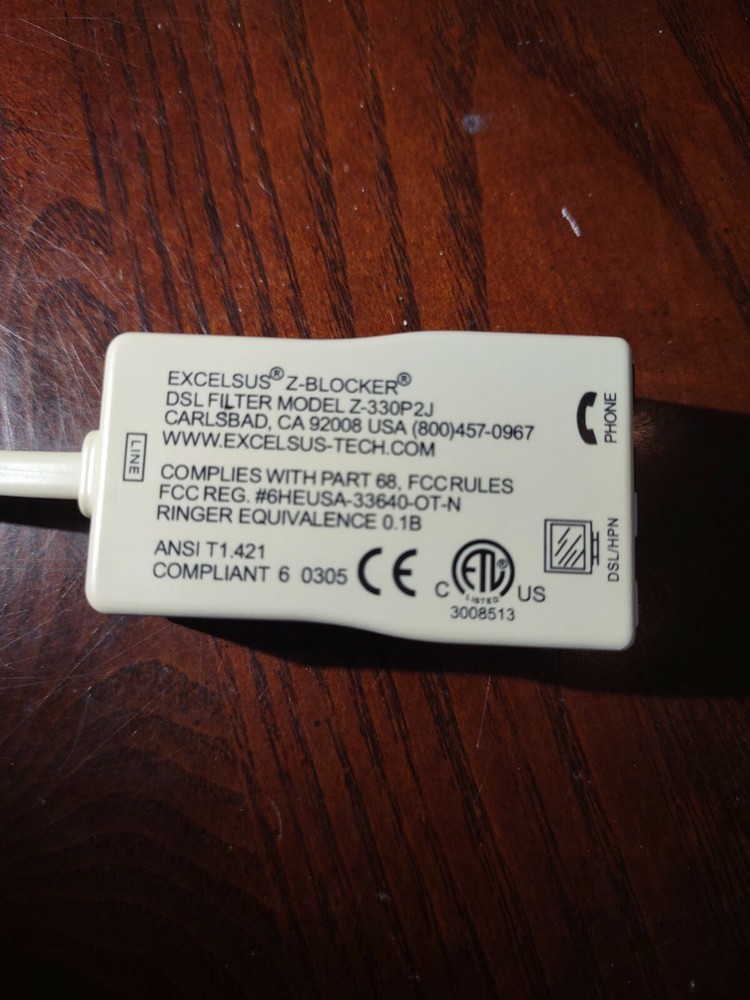 EXCELSUS® Z-BLOCKER®
DSL FILTER MODEL Z-330P2J
CARLSBAD, CA 92008 USA (800)457-0967
WWW.EXCELSUS-TECH.COM
COMPLIES WITH PART 68, FCC RULES
FCC REG. #6HEUSA-33640-OT-N
RINGER EQUIVALENCE 0.1B
ANSI T1.421
COMPLIANT 6 0305 CE
C ETL® US
LISTED
3008513
LINE
PHONE
DSL/HPN